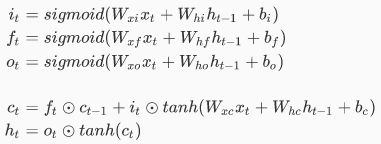 i_t = sigmoid(W_{xi}x_t + W_{hi}h_{t-1} + b_i)
f_t = sigmoid(W_{xf}x_t + W_{hf}h_{t-1} + b_f)
o_t = sigmoid(W_{xo}x_t + W_{ho}h_{t-1} + b_o)
c_t = f_t ⊙ c_{t-1} + i_t ⊙ tanh(W_{xc}x_t + W_{hc}h_{t-1} + b_c)
h_t = o_t ⊙ tanh(c_t)